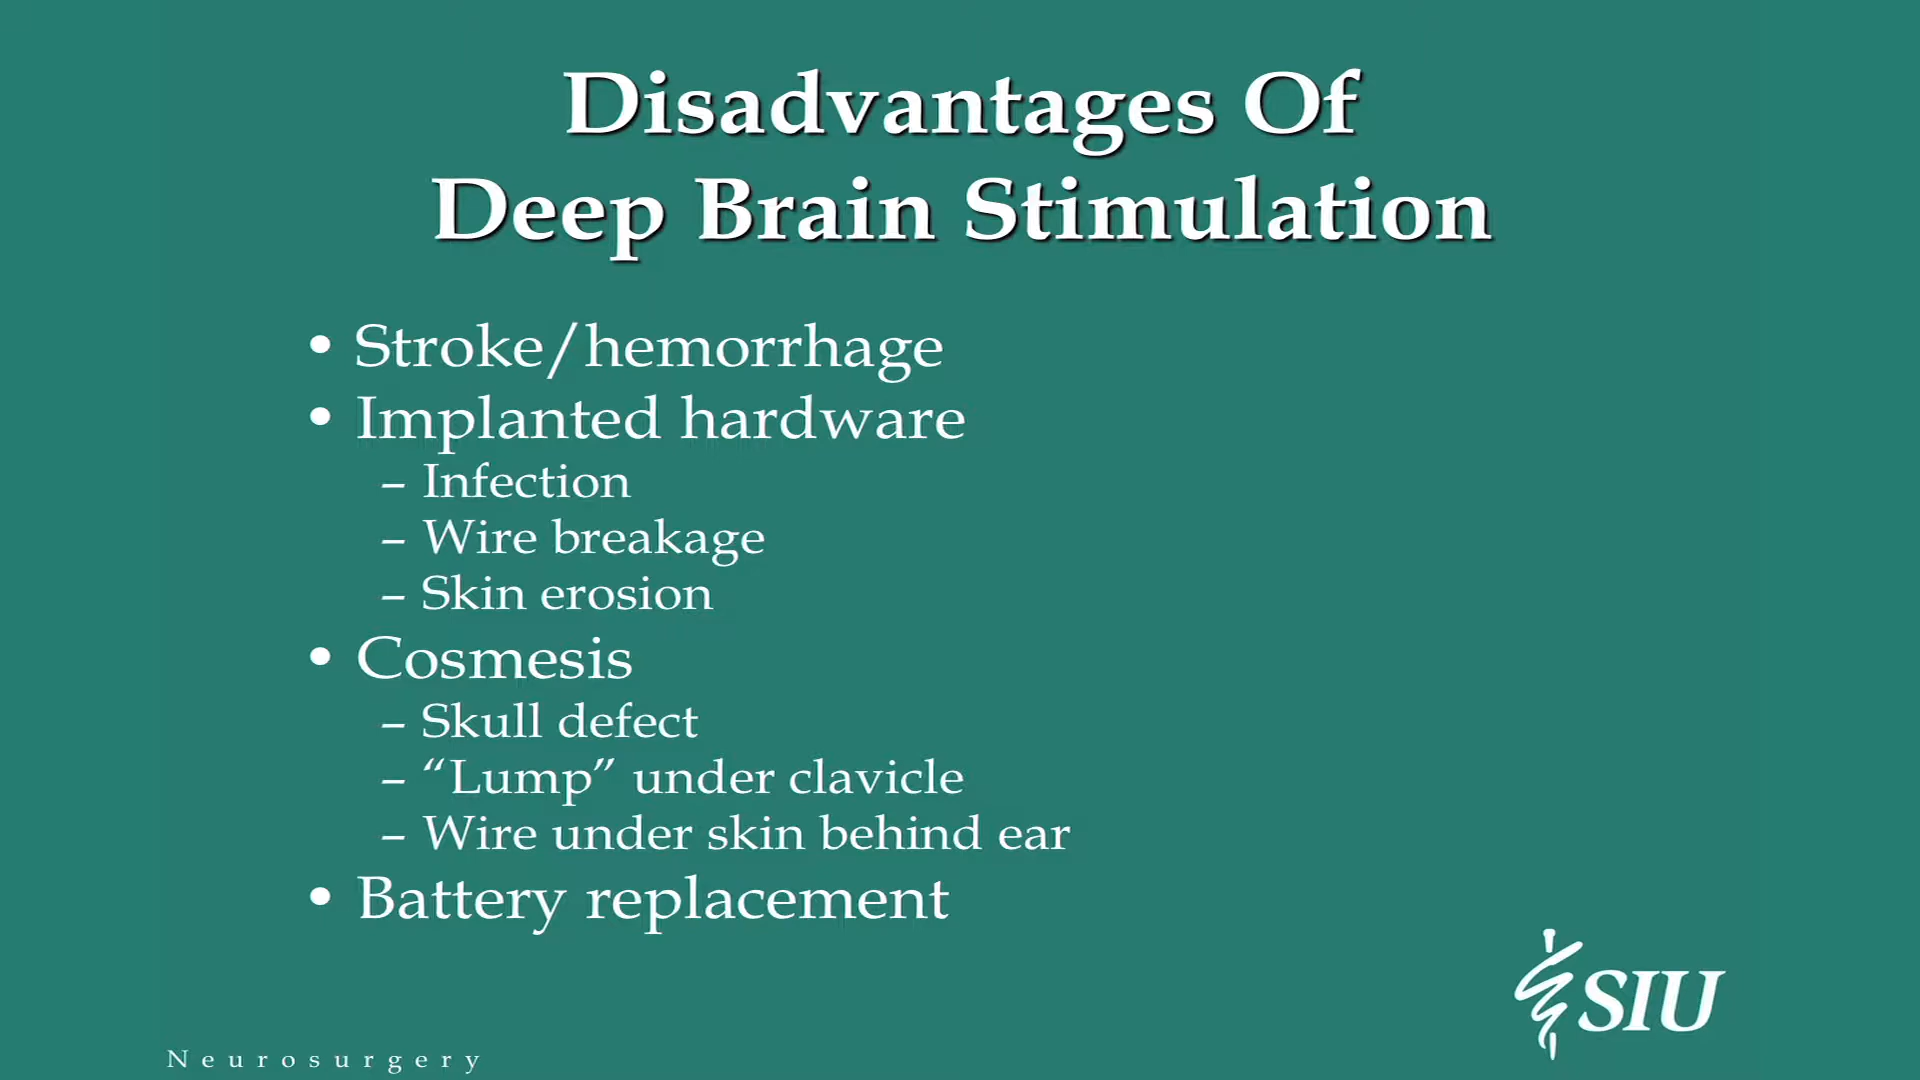 Disadvantages Of
Deep Brain Stimulation
• Stroke/hemorrhage
• Implanted hardware
– Infection
– Wire breakage
– Skin erosion
• Cosmesis
– Skull defect
– “Lump” under clavicle
– Wire under skin behind ear
• Battery replacement
SIU
Neurosurgery